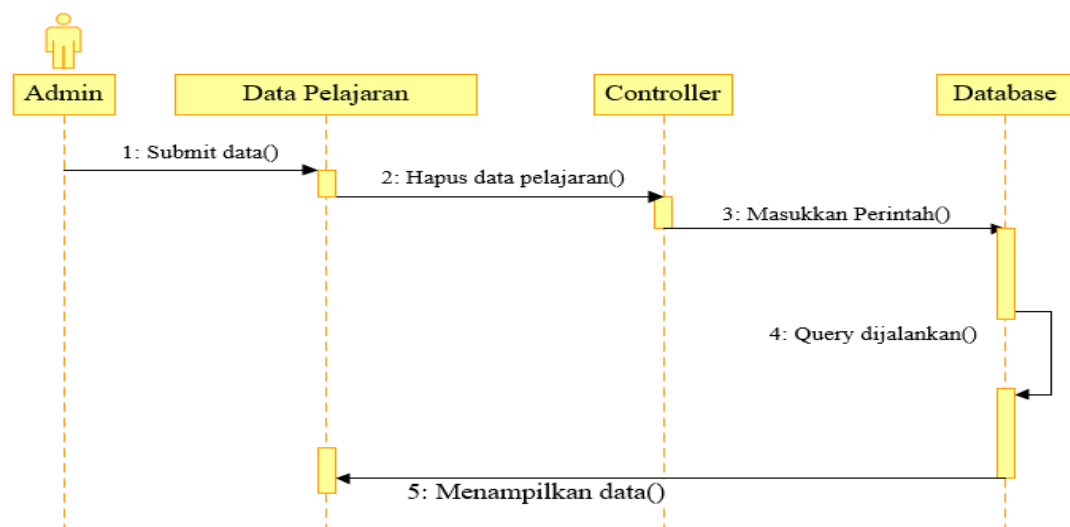 Admin
Data Pelajaran
Controller
Database
1: Submit data()
2: Hapus data pelajaran()
3: Masukkan Perintah()
4: Query dijalankan()
5: Menampilkan data()